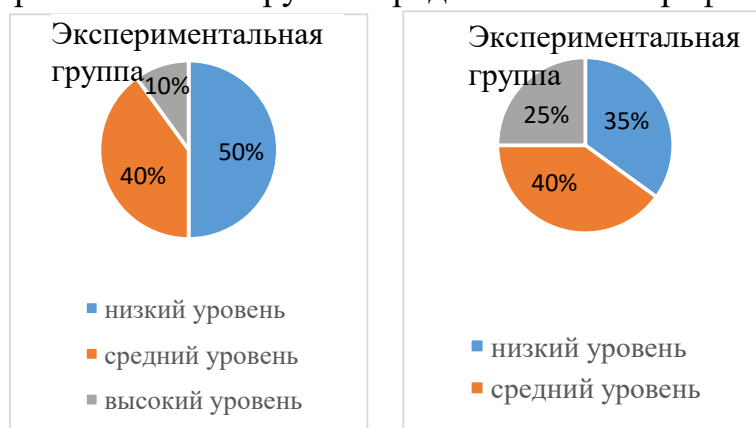 Экспериментальная
группа
10%
50%
40%
низкий уровень
средний уровень
высокий уровень
Экспериментальная
группа
25%
35%
40%
низкий уровень
средний уровень